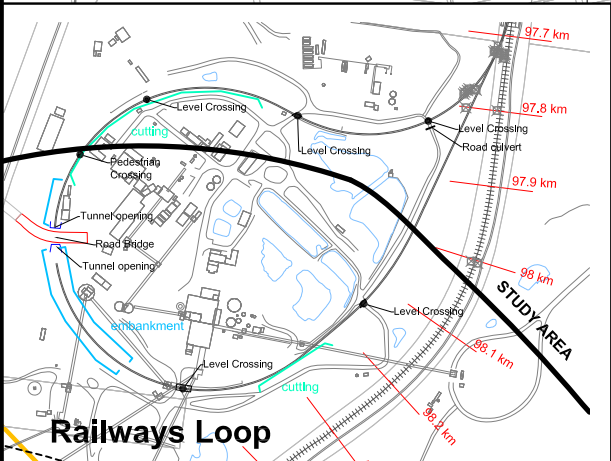 97.7 km
Level Crossing
97.8 km
cutting
Level Crossing
Level Crossing
Road culvert
Pedestrian
Crossing
97.9 km
Tunnel opening
Road Bridge
Tunnel opening
98 km
STUDY AREA
Level Crossing
embankment
98.1 km
Level Crossing
cutting
98.2 km
Railways Loop